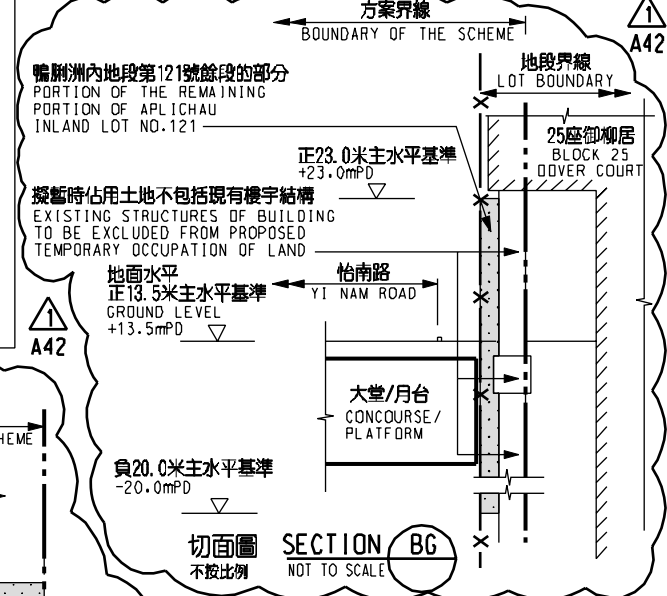 方案界線
BOUNDARY OF THE SCHEME
1
A42
鴨脷洲內地段第121號餘段的部分
PORTION OF THE REMAINING
PORTION OF APLICHAU
INLAND LOT NO.121
地段界線
LOT BOUNDARY
25座御柳居
BLOCK 25
DOVER COURT
正23.0米主水平基準
+23.0mPD
擬暫時佔用土地不包括現有樓宇結構
EXISTING STRUCTURES OF BUILDING
TO BE EXCLUDED FROM PROPOSED
TEMPORARY OCCUPATION OF LAND
地面水平
正13.5米主水平基準
GROUND LEVEL
+13.5mPD
怡南路
YI NAM ROAD
1
A42
大堂/月台
CONCOURSE/
PLATFORM
HEME
負20.0米主水平基準
-20.0mPD
切面圖 SECTION BG
不按比例 NOT TO SCALE